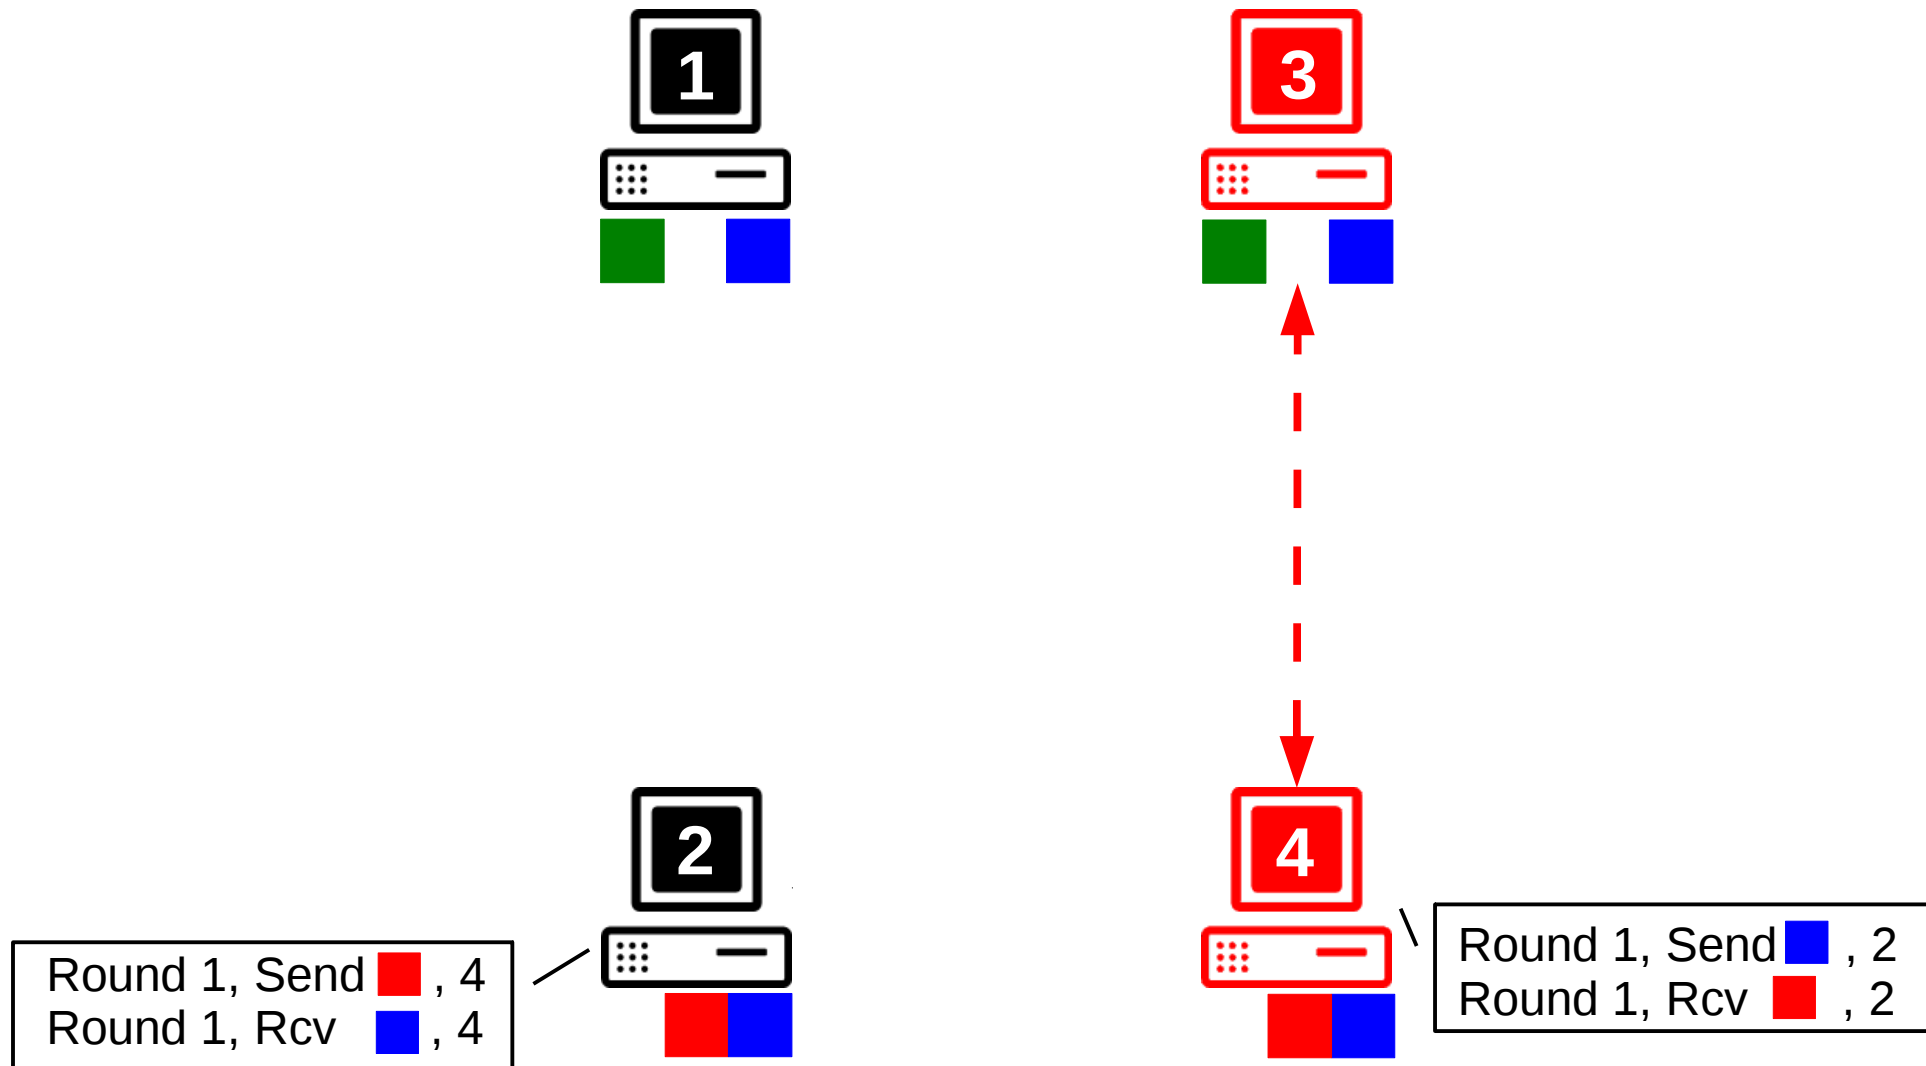 1
3
2
4
Round 1, Send , 4
Round 1, Rcv , 4
Round 1, Send , 2
Round 1, Rcv , 2